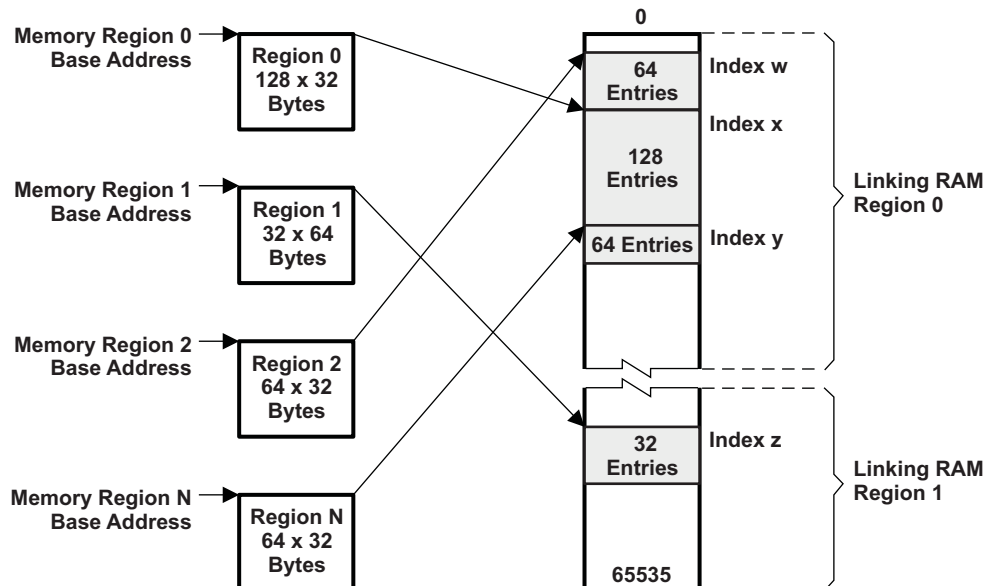 Memory Region 0
Base Address
Region 0
128 x 32
Bytes
Memory Region 1
Base Address
Region 1
32 x 64
Bytes
Memory Region 2
Base Address
Region 2
64 x 32
Bytes
Memory Region N
Base Address
Region N
64 x 32
Bytes
0
64
Entries
Index w
Index x
128
Entries
64 Entries
Index y
Linking RAM
Region 0
32
Entries
Index z
Linking RAM
Region 1
65535